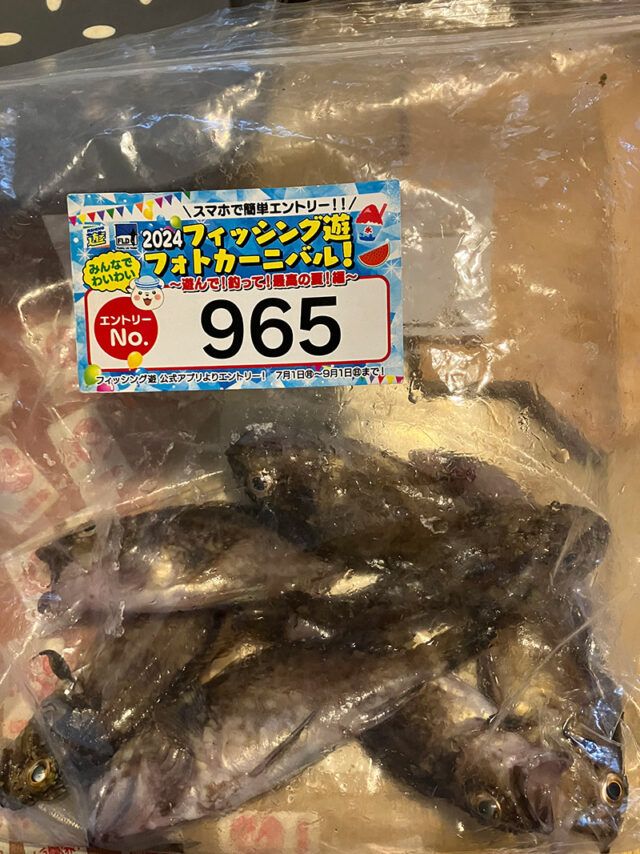 \スマホで簡単エントリー!!/
遊
FLD
2024フィッシング遊
氷
みんなで
わいわい
フォトカーニバル!
～遊んで!釣って!最高の夏!編～
エントリー
No.
965
フィッシング遊 公式アプリよりエントリー! 7月1日㊊～9月1日㊐まで!